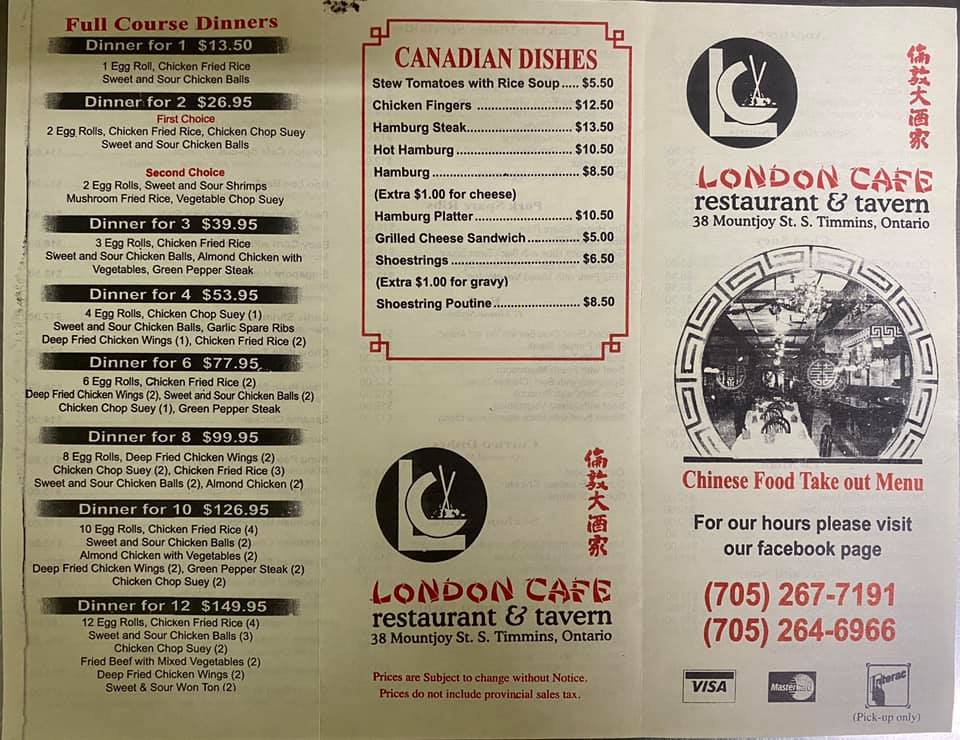 Full Course Dinners
Dinner for 1 $13.50
1 Egg Roll, Chicken Fried Rice
Sweet and Sour Chicken Balls
Dinner for 2 $26.95
First Choice
2 Egg Rolls, Chicken Fried Rice, Chicken Chop Suey
Sweet and Sour Chicken Balls
Second Choice
2 Egg Rolls, Sweet and Sour Shrimps
Mushroom Fried Rice, Vegetable Chop Suey
Dinner for 3 $39.95
3 Egg Rolls, Chicken Fried Rice
Sweet and Sour Chicken Balls, Almond Chicken with
Vegetables, Green Pepper Steak
Dinner for 4 $53.95
4 Egg Rolls, Chicken Chop Suey (1)
Sweet and Sour Chicken Balls, Garlic Spare Ribs
Deep Fried Chicken Wings (1), Chicken Fried Rice (2)
Dinner for 6 $77.95
6 Egg Rolls, Chicken Fried Rice (2)
Deep Fried Chicken Wings (2), Sweet and Sour Chicken Balls (2)
Chicken Chop Suey (1), Green Pepper Steak
Dinner for 8 $99.95
8 Egg Rolls, Deep Fried Chicken Wings (2)
Chicken Chop Suey (2), Chicken Fried Rice (3)
Sweet and Sour Chicken Balls (2), Almond Chicken (2)
Dinner for 10 $126.95
10 Egg Rolls, Chicken Fried Rice (4)
Sweet and Sour Chicken Balls (2)
Almond Chicken with Vegetables (2)
Deep Fried Chicken Wings (2), Green Pepper Steak (2)
Chicken Chop Suey (2)
Dinner for 12 $149.95
12 Egg Rolls, Chicken Fried Rice (4)
Sweet and Sour Chicken Balls (3)
Chicken Chop Suey (2)
Fried Beef with Mixed Vegetables (2)
Deep Fried Chicken Wings (2)
Sweet & Sour Won Ton (2)
CANADIAN DISHES
Stew Tomatoes with Rice Soup..... $5.50
Chicken Fingers .................... $12.50
Hamburg Steak...................... $13.50
Hot Hamburg ........................ $10.50
Hamburg ............................. $8.50
(Extra $1.00 for cheese)
Hamburg Platter .................... $10.50
Grilled Cheese Sandwich............. $5.00
Shoestrings ......................... $6.50
(Extra $1.00 for gravy)
Shoestring Poutine.................. $8.50
LC
倫敦大酒家
LONDON CAFE
restaurant & tavern
38 Mountjoy St. S. Timmins, Ontario
Prices are Subject to change without Notice.
Prices do not include provincial sales tax.
LC
倫敦大酒家
LONDON CAFE
restaurant & tavern
38 Mountjoy St. S. Timmins, Ontario
Chinese Food Take out Menu
For our hours please visit
our facebook page
(705) 267-7191
(705) 264-6966
VISA
MasterCard
Interac
(Pick-up only)